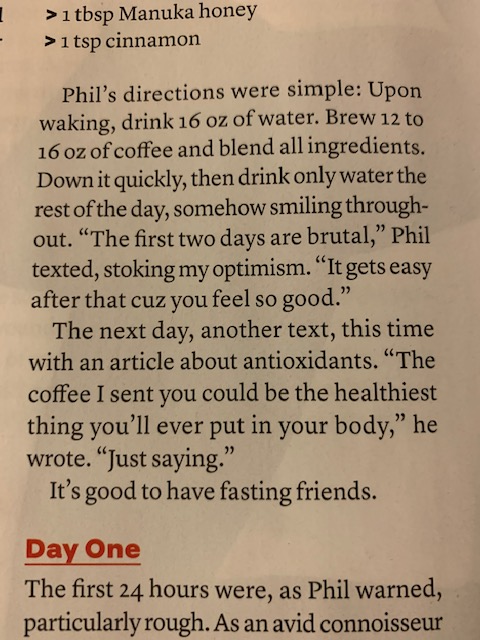 > 1 tbsp Manuka honey
> 1 tsp cinnamon
Phil's directions were simple: Upon
waking, drink 16 oz of water. Brew 12 to
16 oz of coffee and blend all ingredients.
Down it quickly, then drink only water the
rest of the day, somehow smiling through-
out. “The first two days are brutal,” Phil
texted, stoking my optimism. “It gets easy
after that cuz you feel so good.”
The next day, another text, this time
with an article about antioxidants. “The
coffee I sent you could be the healthiest
thing you'll ever put in your body,” he
wrote. “Just saying.”
It's good to have fasting friends.
Day One
The first 24 hours were, as Phil warned,
particularly rough. As an avid connoisseur